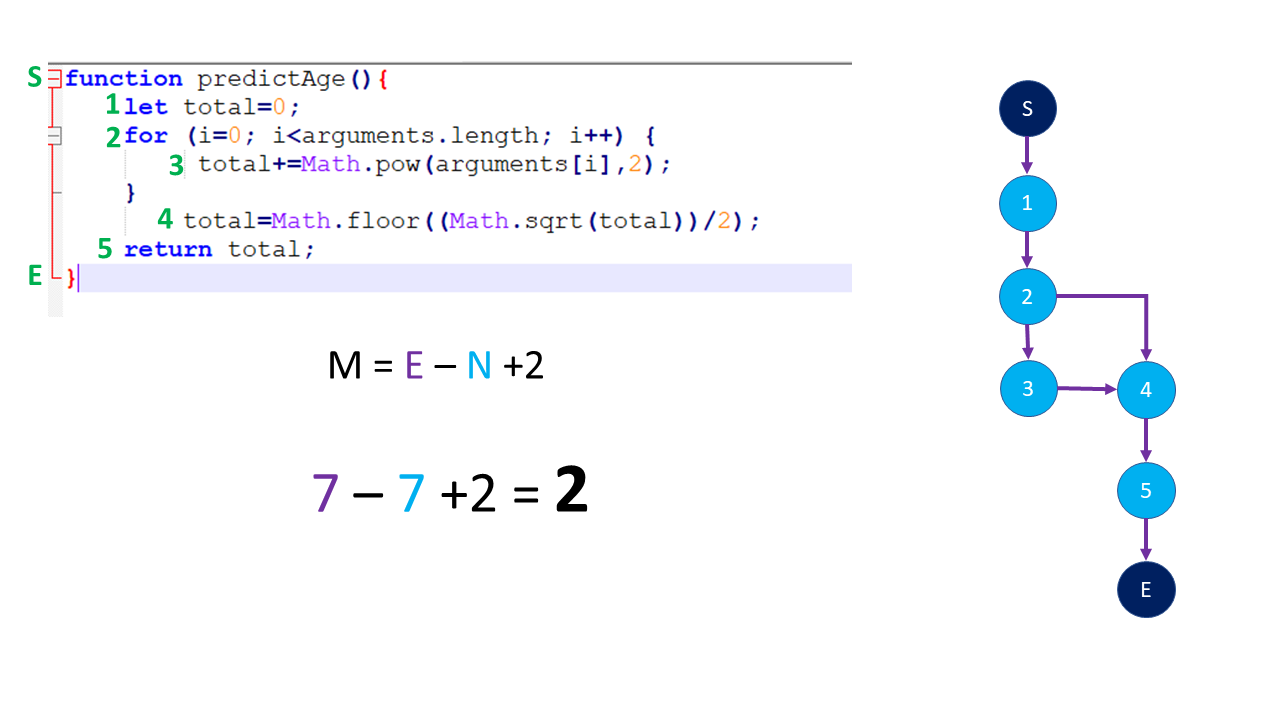 S function predictAge(){
1 let total=0;
2 for (i=0; i<arguments.length; i++) {
3 total+=Math.pow(arguments[i],2);
}
4 total=Math.floor((Math.sqrt(total))/2);
5 return total;
E }
M = E – N +2
7 – 7 +2 = 2
S
1
2
3
4
5
E